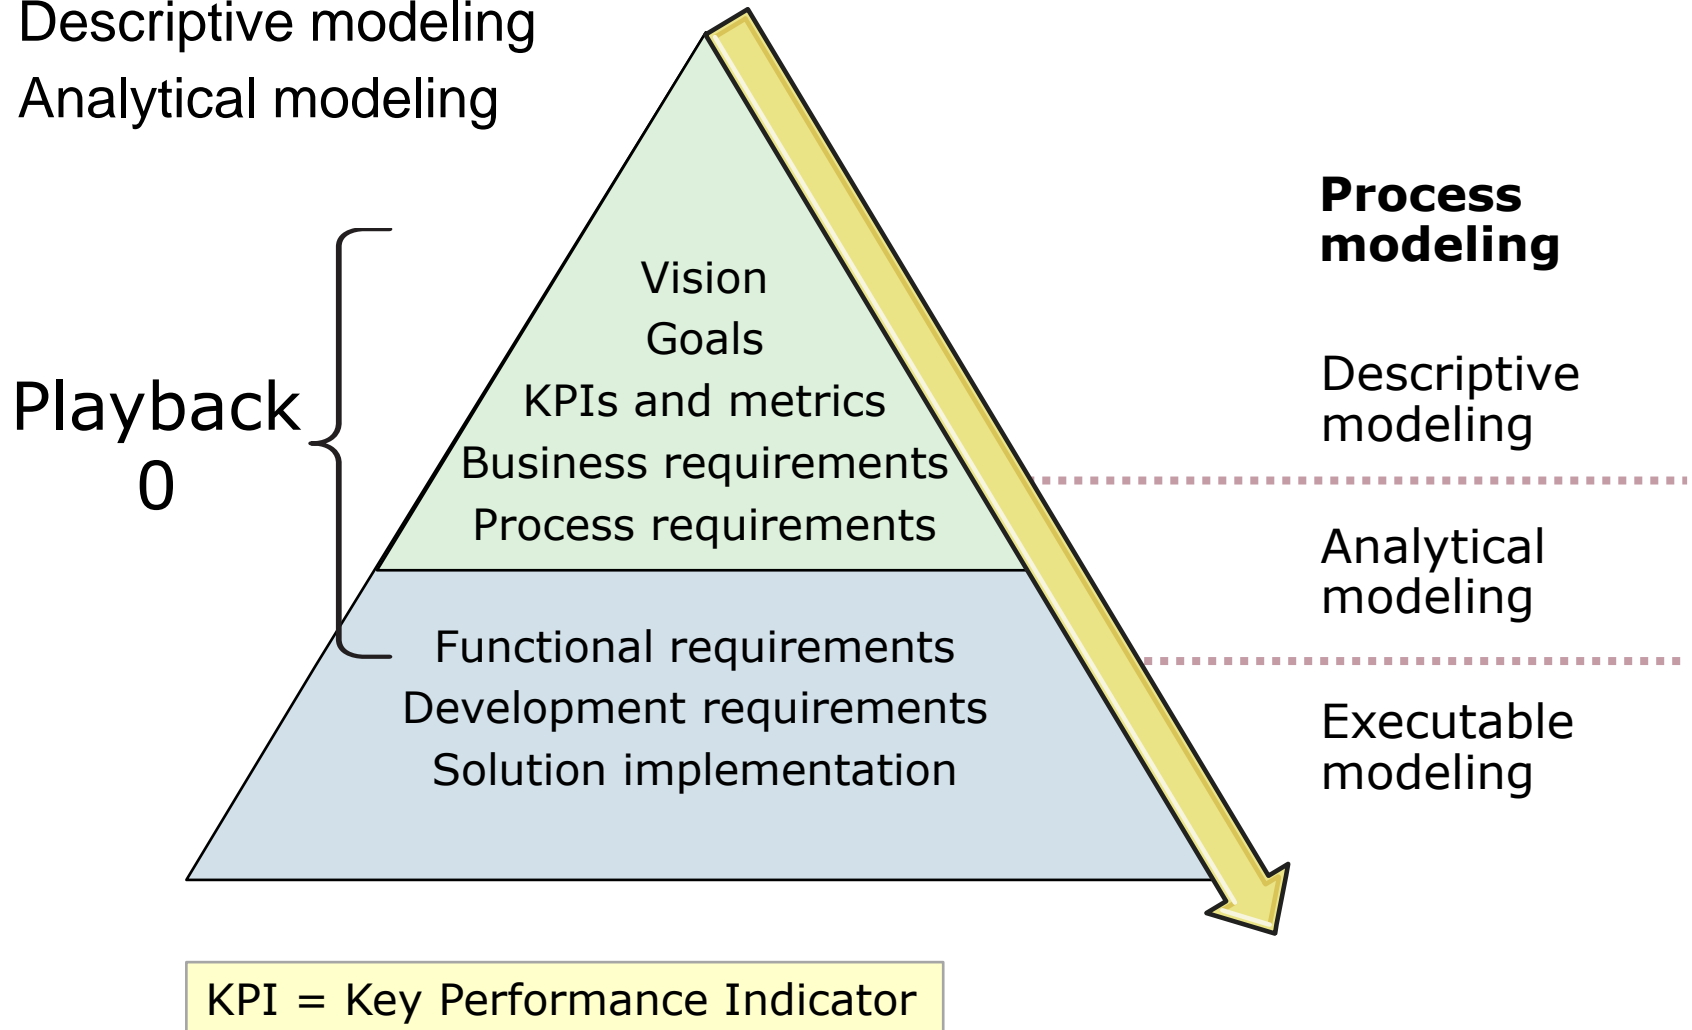 Descriptive modeling
Analytical modeling
Process
modeling
Vision
Goals
KPIs and metrics
Business requirements
Process requirements
Playback
0
Descriptive
modeling
Analytical
modeling
Functional requirements
Development requirements
Solution implementation
Executable
modeling
KPI = Key Performance Indicator